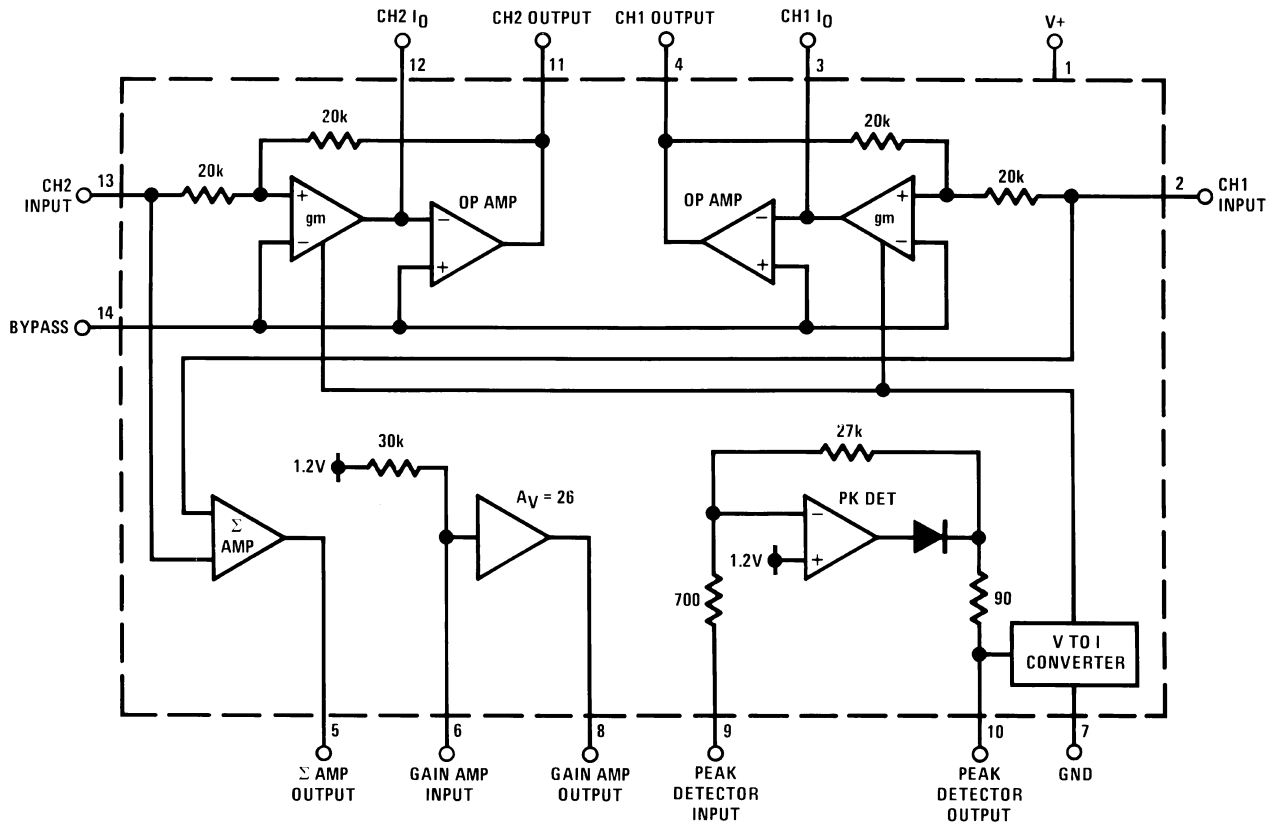 CH2 IO
CH2 OUTPUT
CH1 OUTPUT
CH1 IO
V+
12
11
4
3
1
20k
20k
20k
20k
13
CH2
INPUT
2
CH1
INPUT
+
gm
−
OP AMP
−
+
OP AMP
−
+
+
gm
−
14
BYPASS
30k
1.2V
27k
Σ
AMP
AV = 26
PK DET
−
+
1.2V
700
90
V TO I
CONVERTER
5
6
8
9
10
7
Σ AMP
OUTPUT
GAIN AMP
INPUT
GAIN AMP
OUTPUT
PEAK
DETECTOR
INPUT
PEAK
DETECTOR
OUTPUT
GND